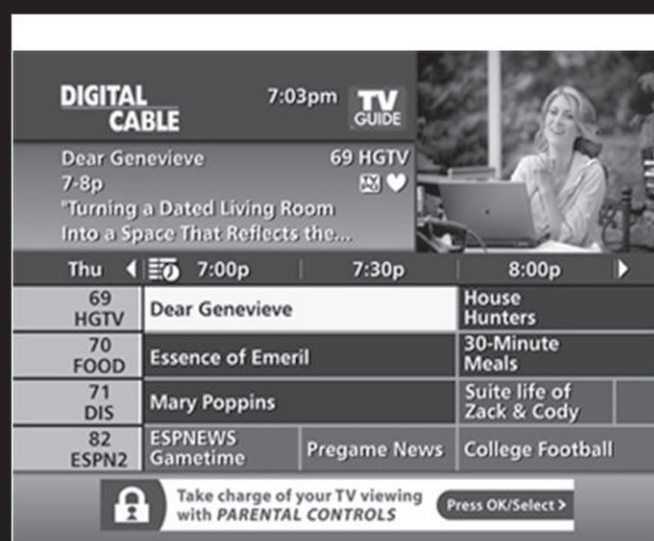 DIGITAL
CABLE
7:03pm
TV
GUIDE
Dear Genevieve 69 HGTV
7-8p
"Turning a Dated Living Room
Into a Space That Reflects the...
Thu 7:00p 7:30p 8:00p
69
HGTV
Dear Genevieve
House
Hunters
70
FOOD
Essence of Emeril
30-Minute
Meals
71
DIS
Mary Poppins
Suite life of
Zack & Cody
82
ESPN2
ESPNEWS
Gametime
Pregame News
College Football
Take charge of your TV viewing
with PARENTAL CONTROLS
Press OK/Select >